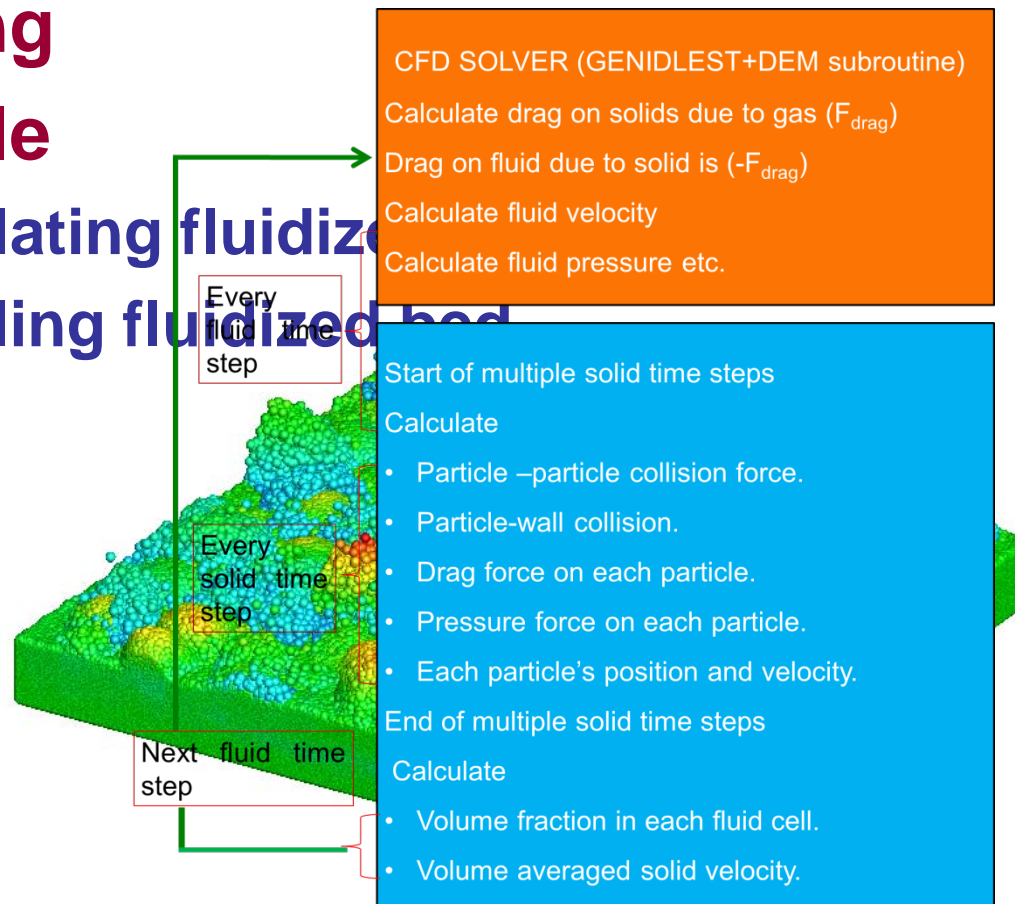 ng
le
lating fluidize
ling fluidized bed
CFD SOLVER (GENIDLEST+DEM subroutine)
Calculate drag on solids due to gas (Fdrag)
Drag on fluid due to solid is (-Fdrag)
Calculate fluid velocity
Calculate fluid pressure etc.
Every
fluid time
step
Start of multiple solid time steps
Calculate
• Particle –particle collision force.
• Particle-wall collision.
• Drag force on each particle.
• Pressure force on each particle.
• Each particle's position and velocity.
Every
solid time
step
End of multiple solid time steps
Calculate
• Volume fraction in each fluid cell.
• Volume averaged solid velocity.
Next fluid time
step